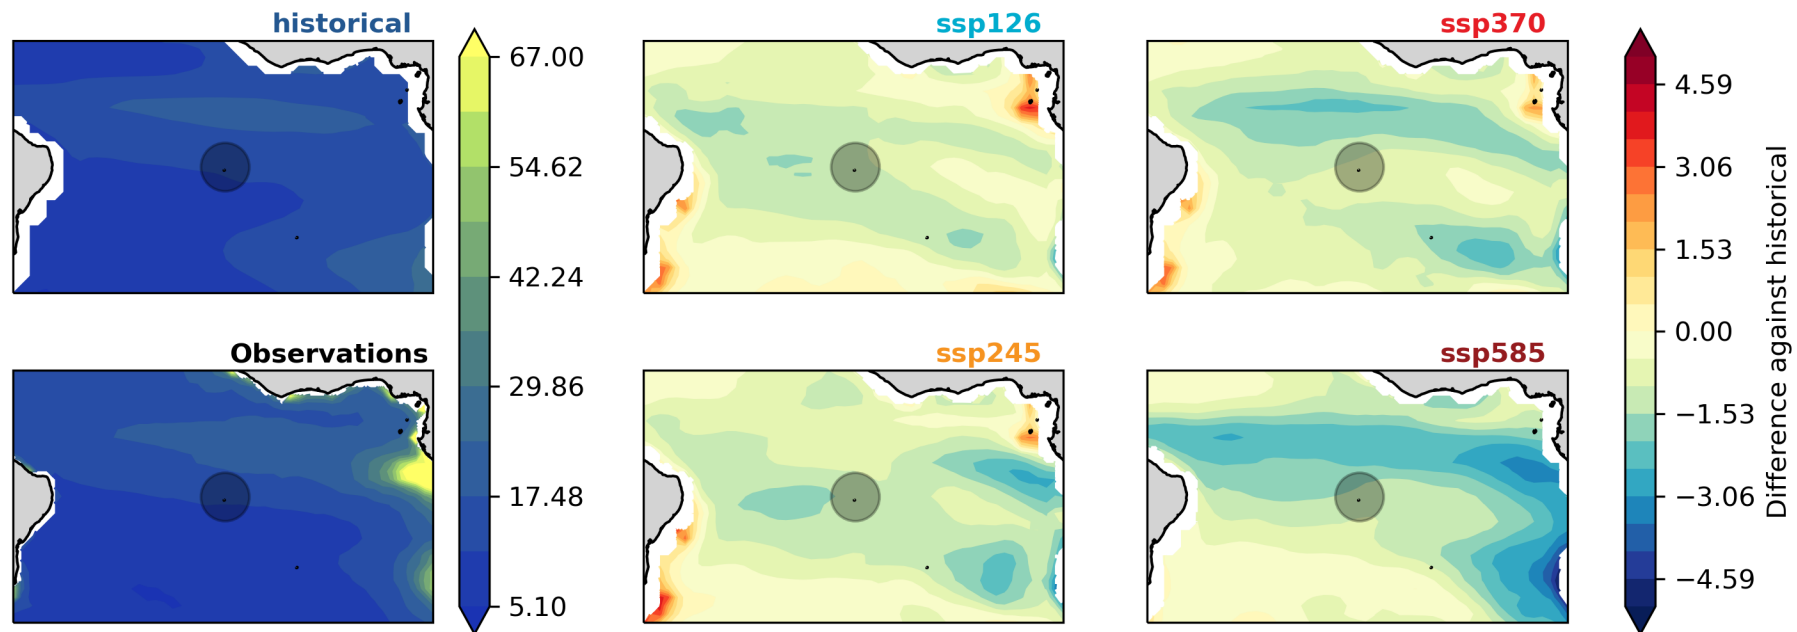 historical
ssp126
ssp370
67.00
54.62
42.24
29.86
17.48
5.10
4.59
3.06
1.53
0.00
−1.53
−3.06
−4.59
Difference against historical
Observations
ssp245
ssp585